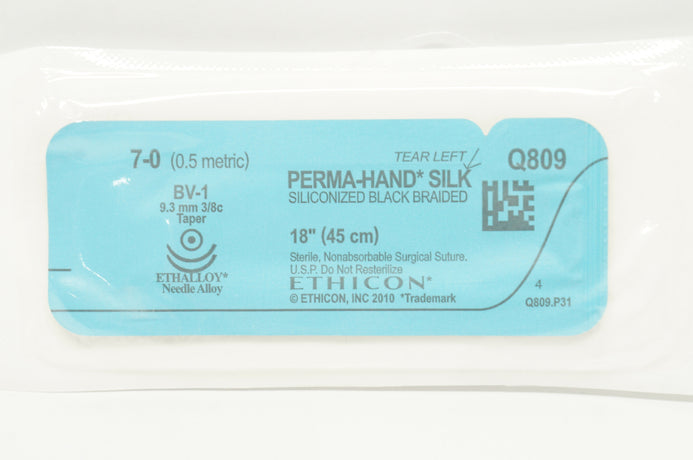 7-0 (0.5 metric)
BV-1
9.3 mm 3/8c
Taper
ETHALLOY*
Needle Alloy
TEAR LEFT
PERMA-HAND* SILK
SILICONIZED BLACK BRAIDED
18" (45 cm)
Sterile, Nonabsorbable Surgical Suture.
U.S.P. Do Not Resterilize
ETHICON*
© ETHICON, INC 2010 *Trademark
Q809
4
Q809.P31